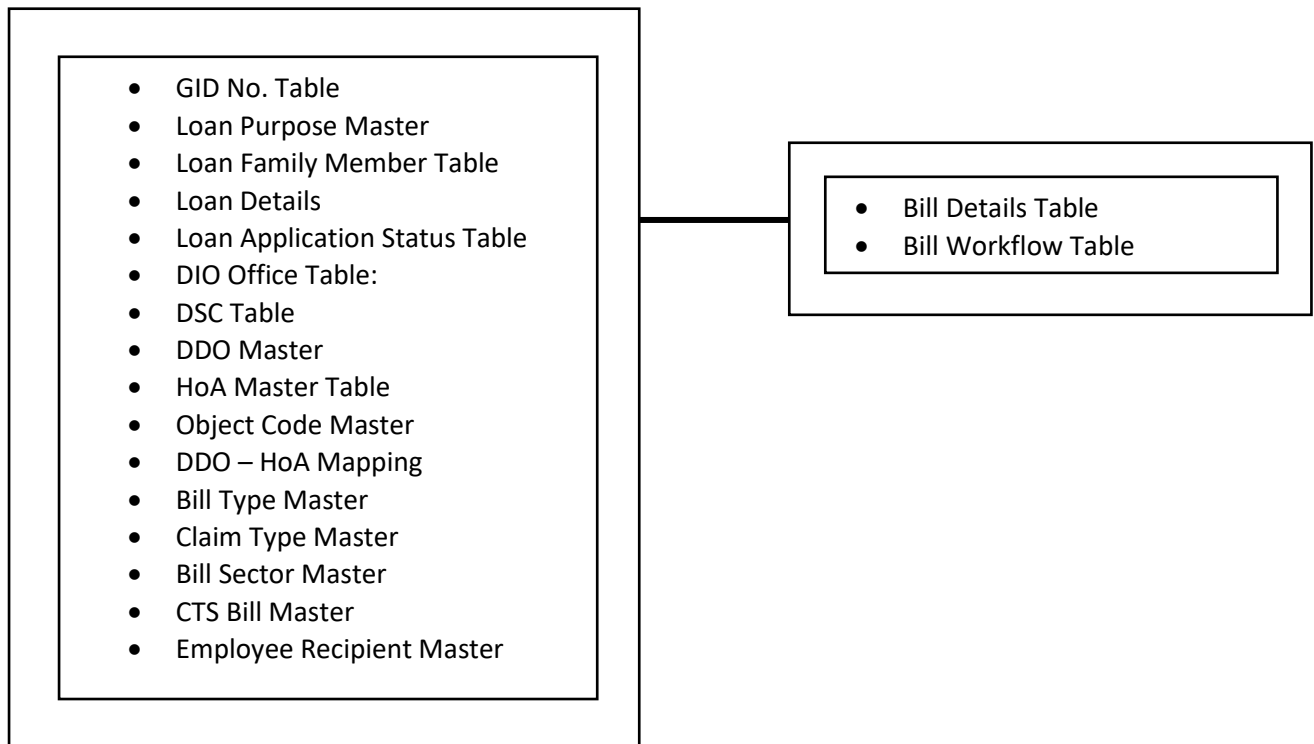 • GID No. Table
• Loan Purpose Master
• Loan Family Member Table
• Loan Details
• Loan Application Status Table
• DIO Office Table:
• DSC Table
• DDO Master
• HoA Master Table
• Object Code Master
• DDO – HoA Mapping
• Bill Type Master
• Claim Type Master
• Bill Sector Master
• CTS Bill Master
• Employee Recipient Master
• Bill Details Table
• Bill Workflow Table